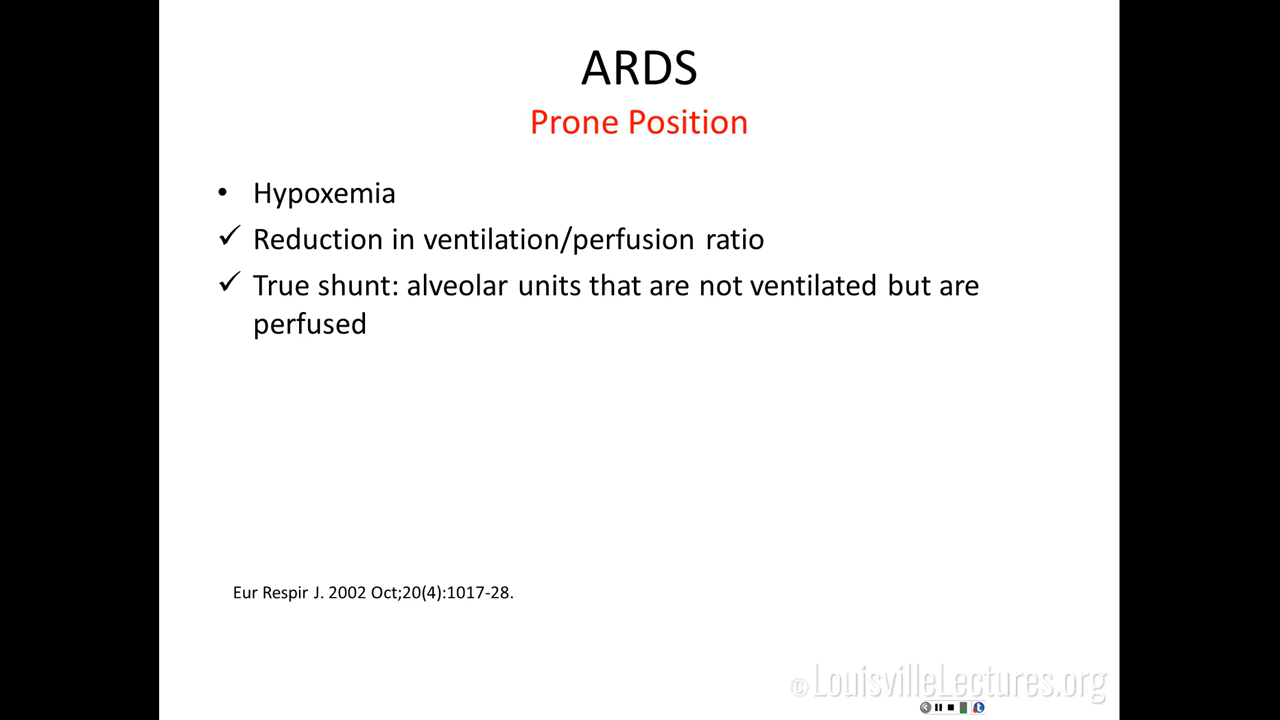 ARDS
Prone Position
• Hypoxemia
✓ Reduction in ventilation/perfusion ratio
✓ True shunt: alveolar units that are not ventilated but are
perfused
Eur Respir J. 2002 Oct;20(4):1017-28.
©LouisvilleLectures.org